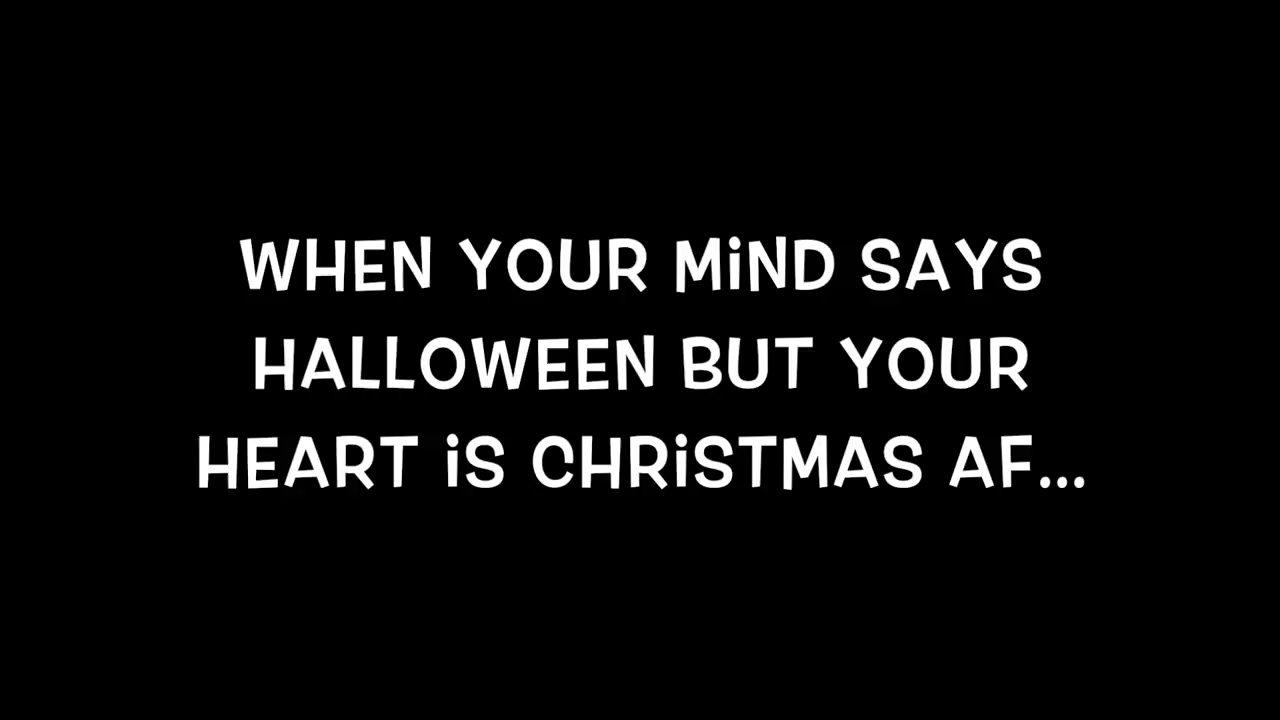 WHEN YOUR MiND SAYS
HALLOWEEN BUT YOUR
HEART iS CHRiSTMAS AF...